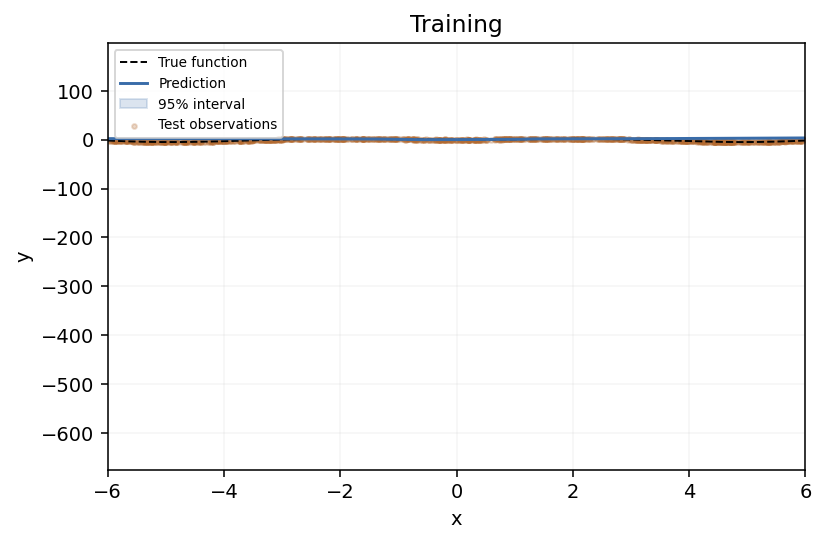 Training
True function
Prediction
95% interval
Test observations
100
0
−100
−200
−300
−400
−500
−600
y
−6 −4 −2 0 2 4 6
x